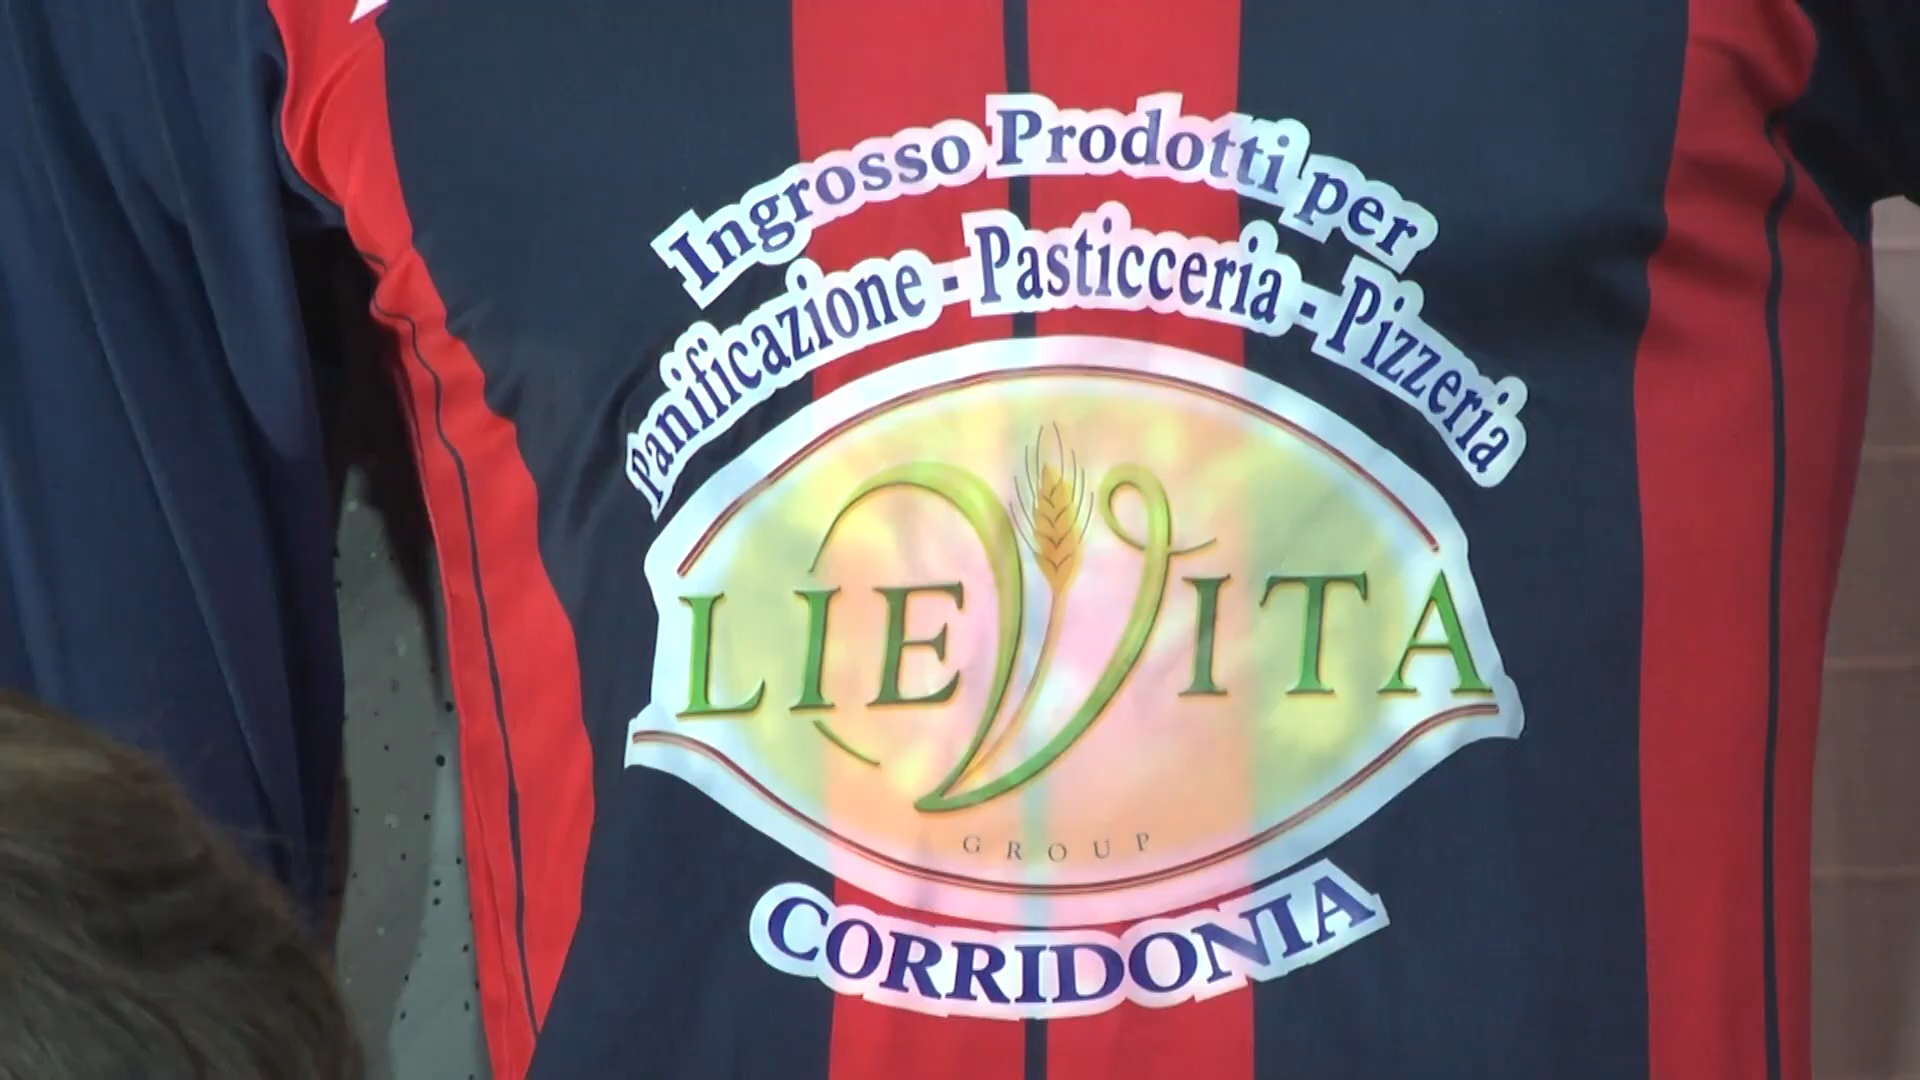 Ingrosso Prodotti per
Panificazione - Pasticceria - Pizzeria
LIEVITA
GROUP
CORRIDONIA